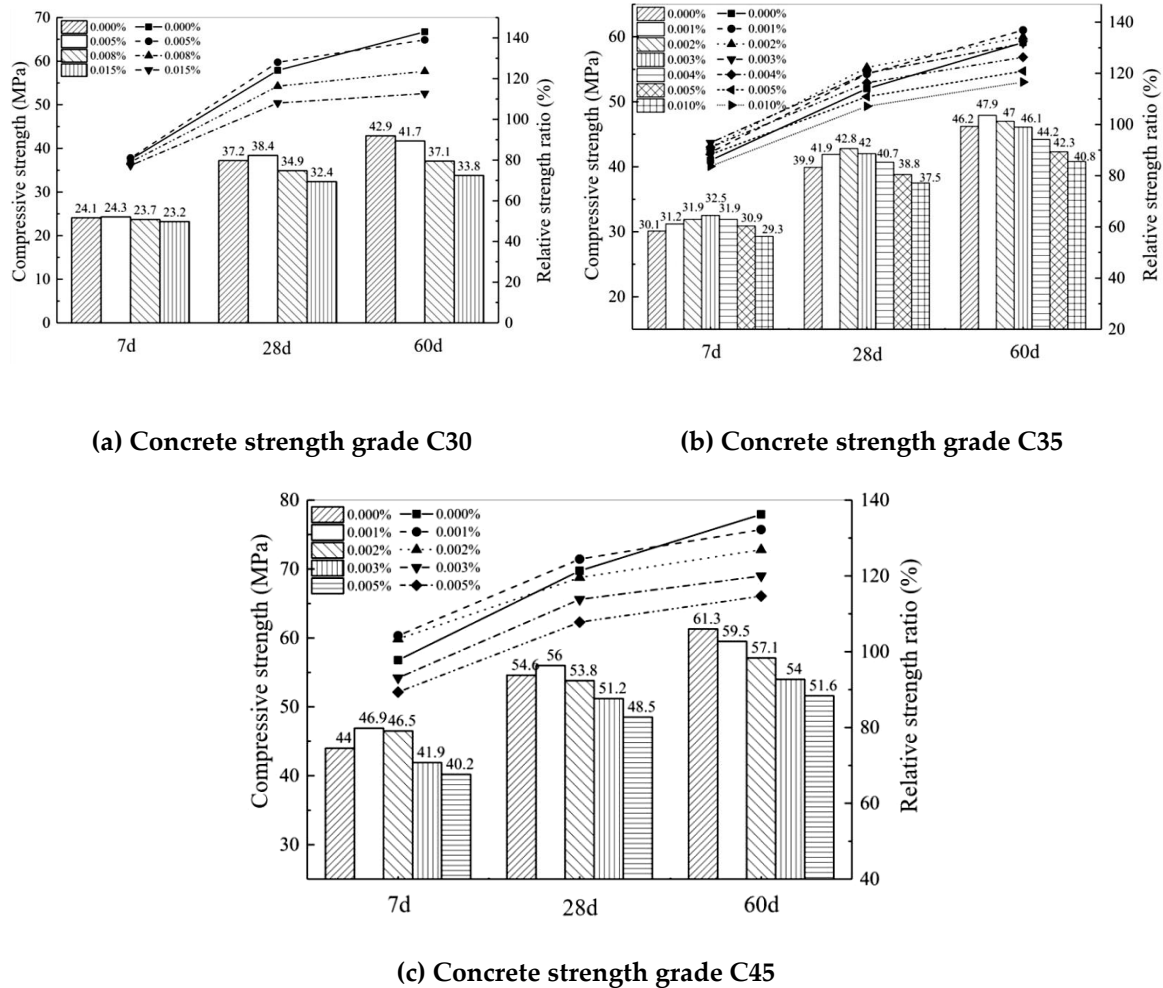 Compressive strength (MPa)
70
60
50
40
30
20
10
0
0.000% 0.000%
0.005% 0.005%
0.008% 0.008%
0.015% 0.015%
24.1 24.3 23.7 23.2
37.2 38.4 34.9 32.4
42.9 41.7 37.1 33.8
7d 28d 60d
140
120
100
80
60
40
20
0
Relative strength ratio (%)
(a) Concrete strength grade C30
Compressive strength (MPa)
60
50
40
30
20
0.000% 0.000%
0.001% 0.001%
0.002% 0.002%
0.003% 0.003%
0.004% 0.004%
0.005% 0.005%
0.010% 0.010%
30.1 31.2 31.9 32.5 31.9 30.9 29.3
39.9 41.9 42.8 42 40.7 38.8 37.5
46.2 47.9 47 46.1 44.2 42.3 40.8
7d 28d 60d
140
120
100
80
60
40
20
Relative strength ratio (%)
(b) Concrete strength grade C35
Compressive strength (MPa)
80
70
60
50
40
30
0.000% 0.000%
0.001% 0.001%
0.002% 0.002%
0.003% 0.003%
0.005% 0.005%
44 46.9 46.5 41.9 40.2
54.6 56 53.8 51.2 48.5
61.3 59.5 57.1 54 51.6
7d 28d 60d
140
120
100
80
60
40
Relative strength ratio (%)
(c) Concrete strength grade C45